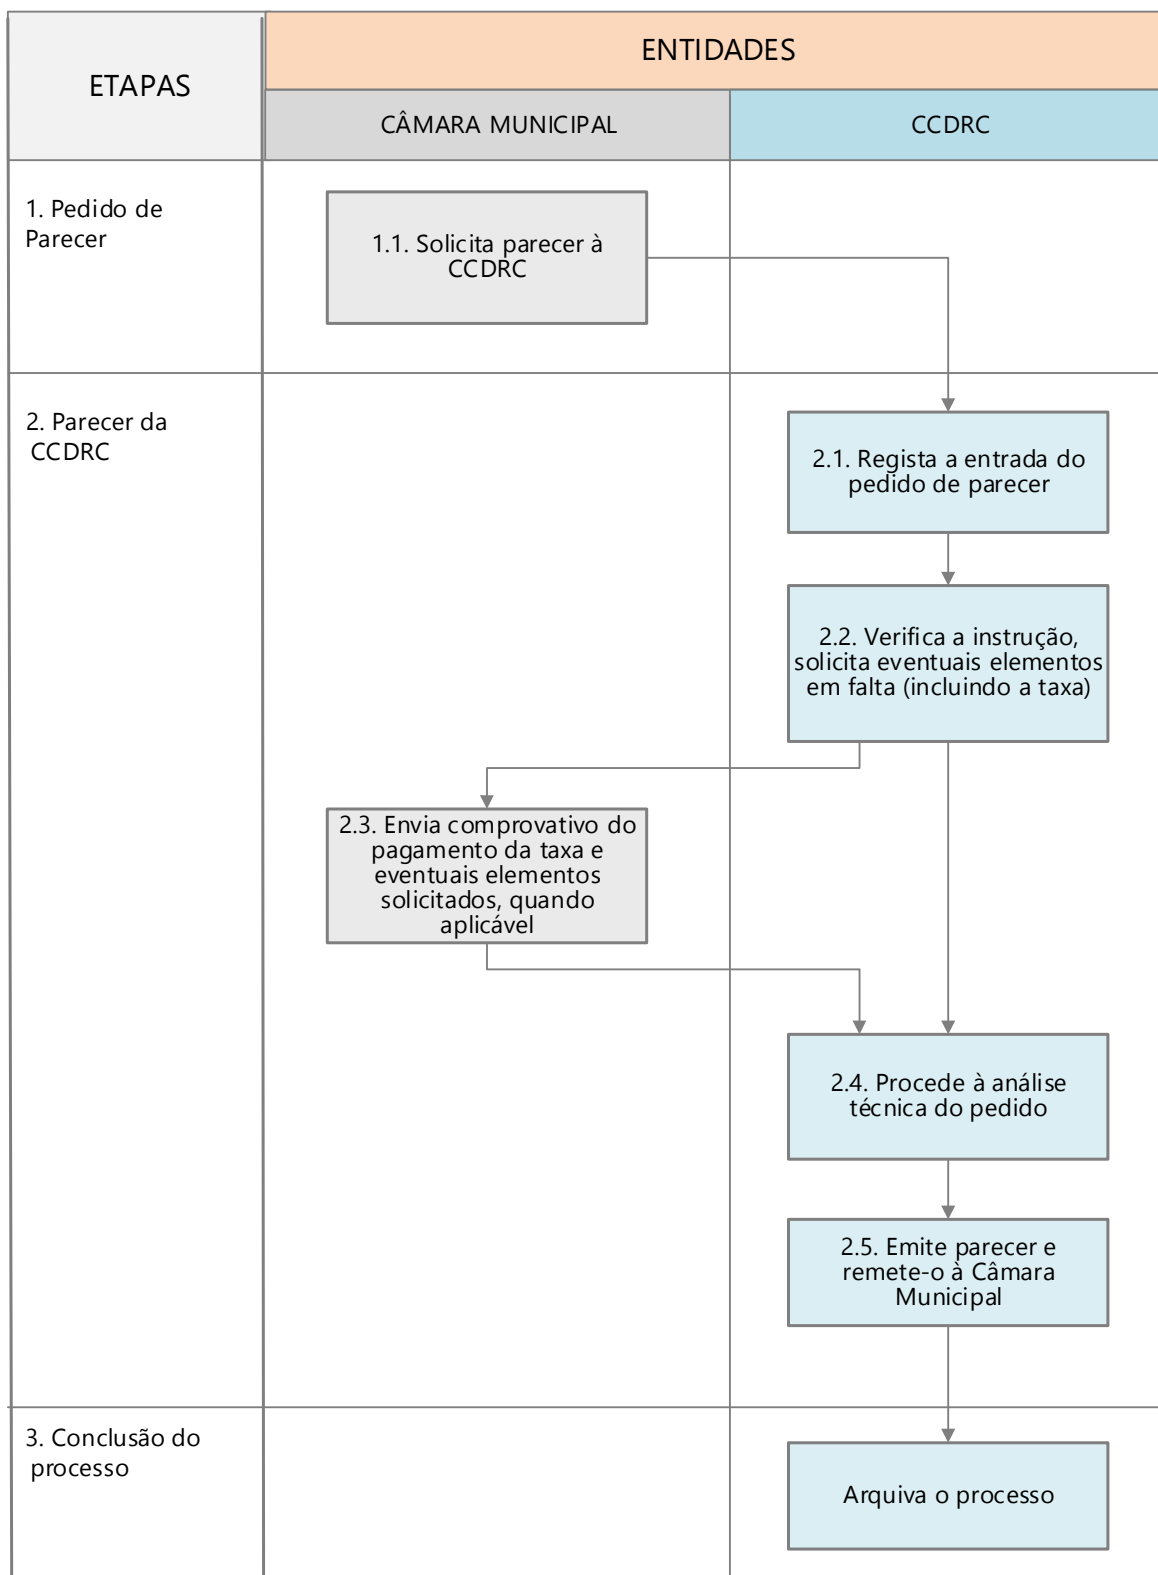 ETAPAS
ENTIDADES
CÂMARA MUNICIPAL
CCDRC
1. Pedido de
Parecer
1.1. Solicita parecer à
CCDRC
2. Parecer da
CCDRC
2.1. Regista a entrada do
pedido de parecer
2.2. Verifica a instrução,
solicita eventuais elementos
em falta (incluindo a taxa)
2.3. Envia comprovativo do
pagamento da taxa e
eventuais elementos
solicitados, quando
aplicável
2.4. Procede à análise
técnica do pedido
2.5. Emite parecer e
remete-o à Câmara
Municipal
3. Conclusão do
processo
Arquiva o processo